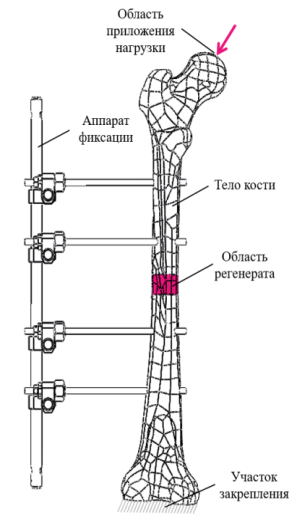 Область
приложения
нагрузки
Аппарат
фиксации
Тело кости
Область
регенерата
Участок
закрепления